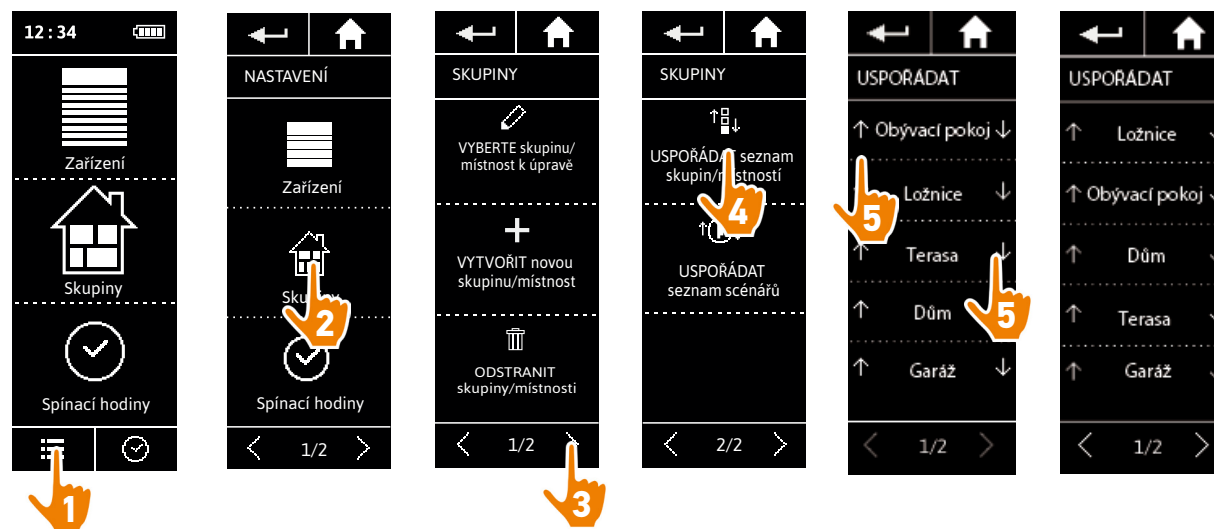 12:34
Zařízení
Skupiny
Spínací hodiny
1
NASTAVENÍ
Zařízení
Skupiny
2
Spínací hodiny
1/2
SKUPINY
VYBERTE skupinu/
místnost k úpravě
VYTVOŘIT novou
skupinu/místnost
ODSTRANIT
skupiny/místnosti
1/2
3
SKUPINY
USPOŘÁDAT seznam
skupin/místností
4
USPOŘÁDAT
seznam scénářů
2/2
USPOŘÁDAT
Obývací pokoj
Ložnice
5
Terasa
Dům
5
Garáž
1/2
USPOŘÁDAT
Ložnice
Obývací pokoj
Dům
Terasa
Garáž
1/2